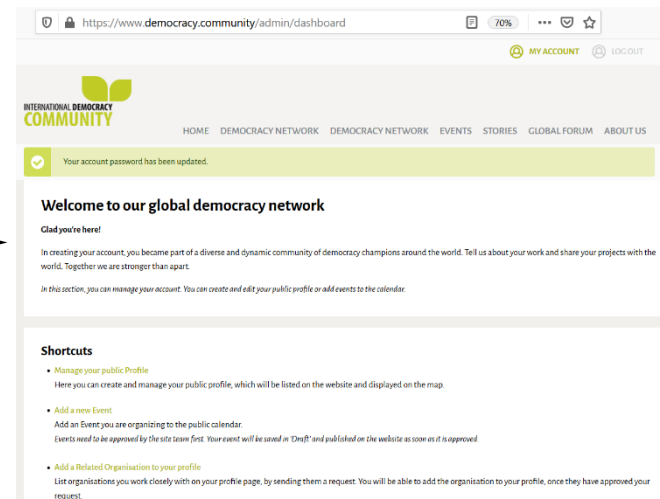 https://www.democracy.community/admin/dashboard
70%
MY ACCOUNT
LOG OUT
INTERNATIONAL DEMOCRACY
COMMUNITY
HOME DEMOCRACY NETWORK DEMOCRACY NETWORK EVENTS STORIES GLOBAL FORUM ABOUT US
Your account password has been updated.
Welcome to our global democracy network
Glad you're here!
In creating your account, you became part of a diverse and dynamic community of democracy champions around the world. Tell us about your work and share your projects with the
world. Together we are stronger than apart.
In this section, you can manage your account. You can create and edit your public profile or add events to the calendar.
Shortcuts
• Manage your public Profile
Here you can create and manage your public profile, which will be listed on the website and displayed on the map.
• Add a new Event
Add an Event you are organizing to the public calendar.
Events need to be approved by the site team first. Your event will be saved in 'Draft' and published on the website as soon as it is approved.
• Add a Related Organisation to your profile
List organisations you work closely with on your profile page, by sending them a request. You will be able to add the organisation to your profile, once they have approved your
request.